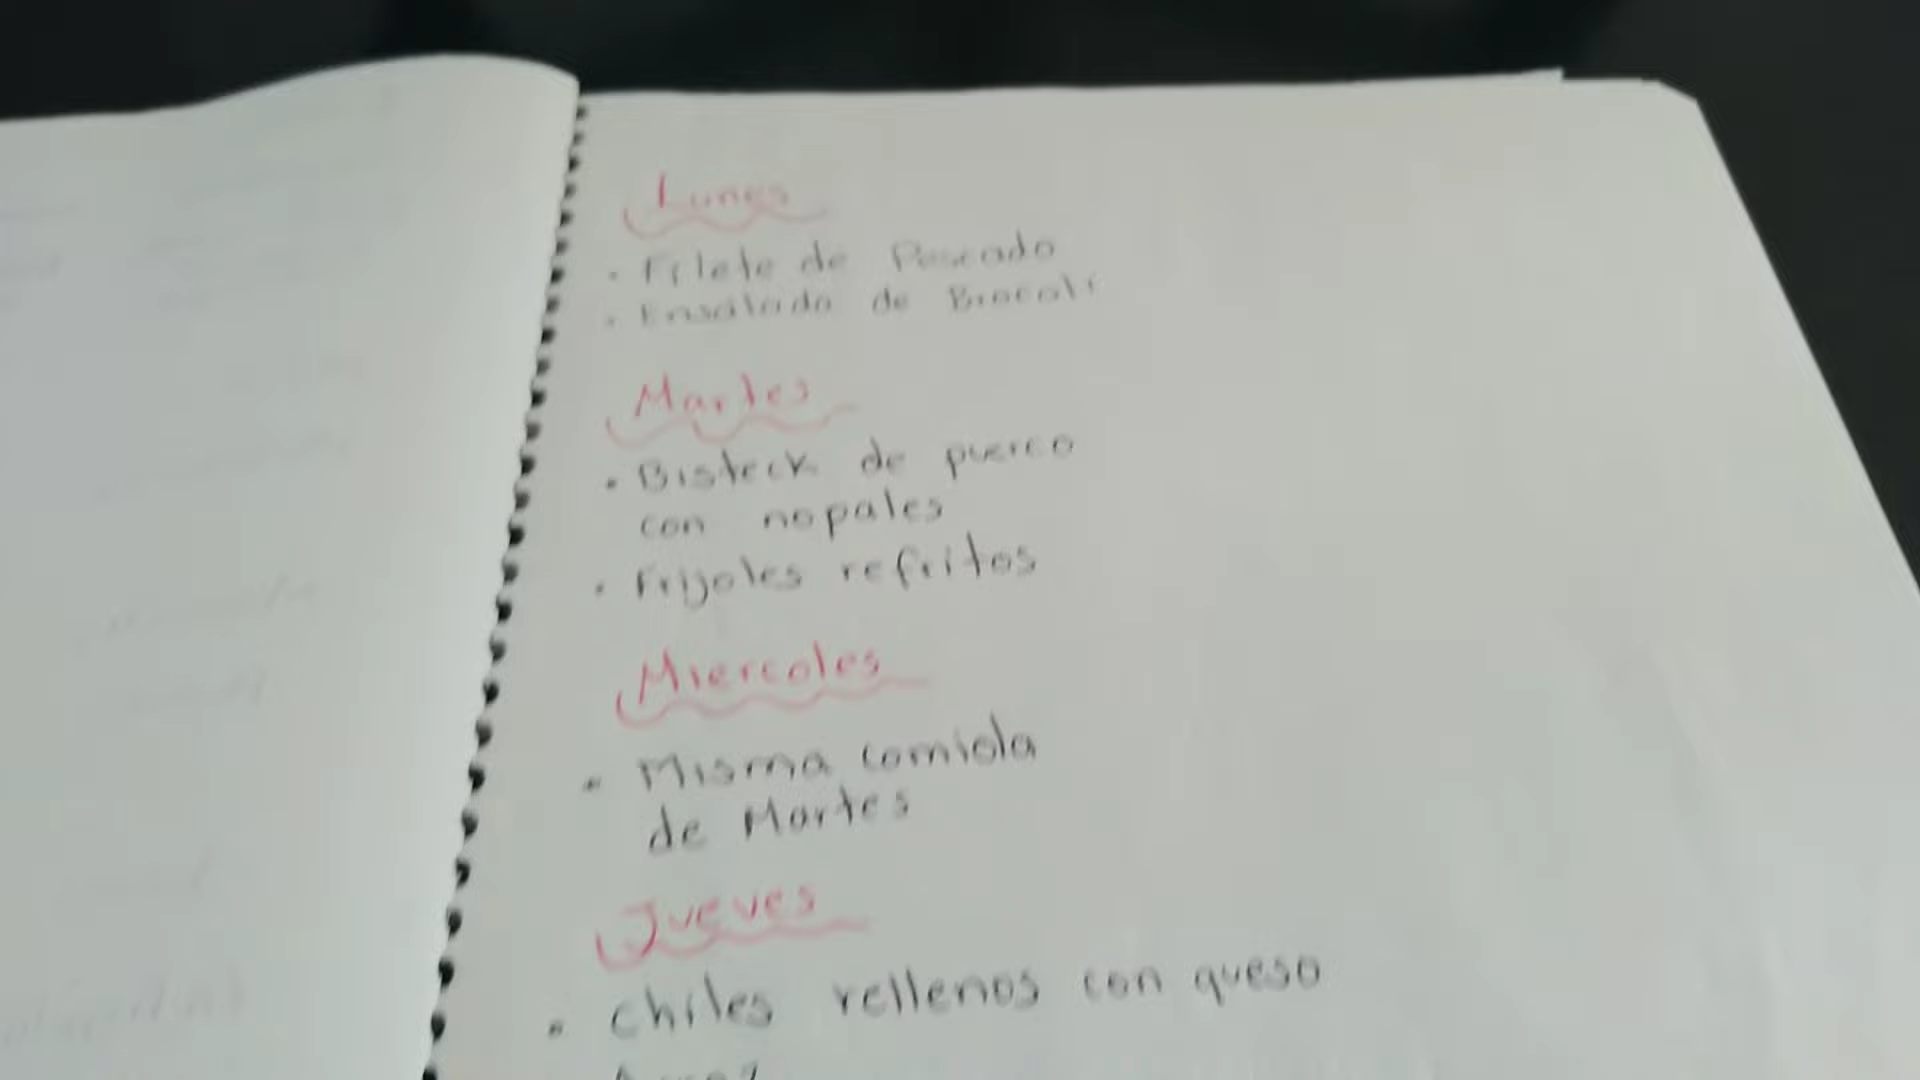 Lunes
• Filete de Pescado
• Ensalada de Brocoli
Martes
• Bisteck de puerco
con nopales
• Frijoles refritos
Miercoles
• Misma comida
de Martes
Jueves
• Chiles rellenos con queso